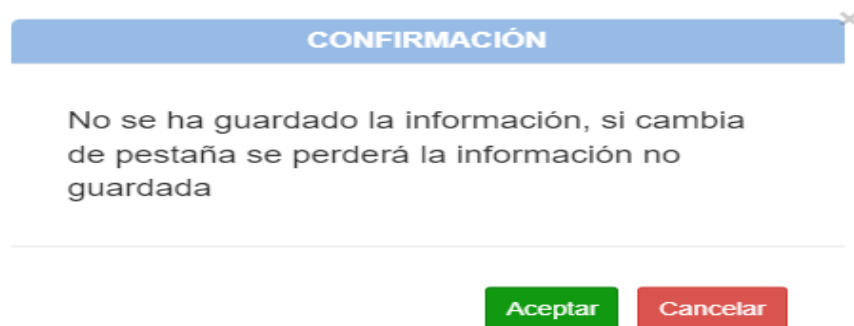 CONFIRMACIÓN
No se ha guardado la información, si cambia
de pestaña se perderá la información no
guardada
Aceptar Cancelar